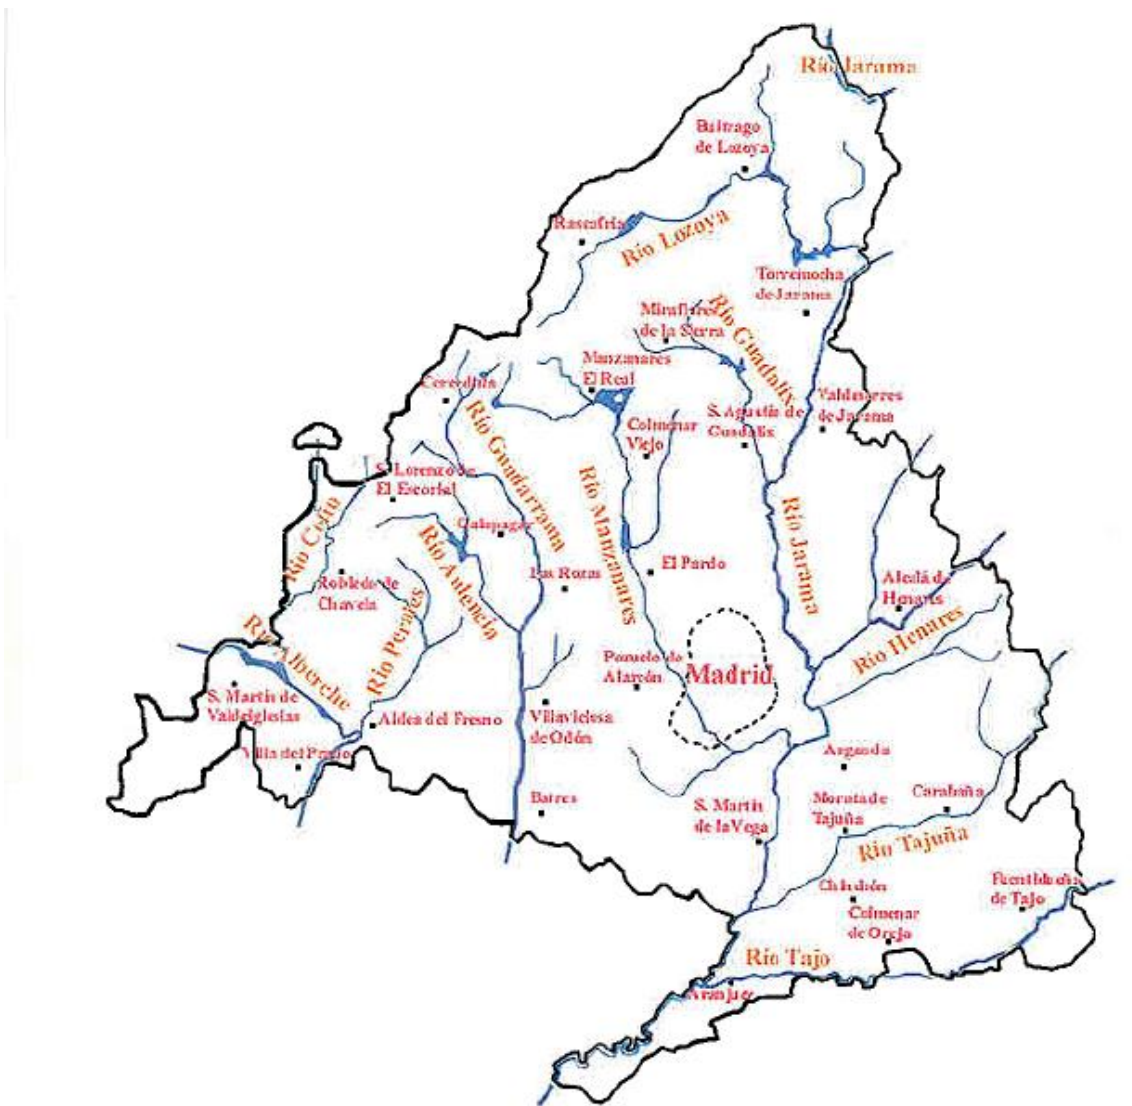 Río Jarama
Buitrago
de Lozoya
Rascafría
Río Lozoya
Torremocha
de Jarama
Miraflores
de la Sierra
Río Guadalix
Manzanares
El Real
Cercedilla
Valdetorres
de Jarama
S. Agustín de
Guadalix
Colmenar
Viejo
Río Guadarrama
S. Lorenzo de
El Escorial
Río Manzanares
Río Cofio
Galapagar
Río Jarama
Río Aulencia
Las Rozas
El Pardo
Robledo de
Chavela
Alcalá de
Henares
Río Perales
Río Henares
Río Alberche
Pozuelo de
Alarcón
Madrid
S. Martín de
Valdeiglesias
Aldea del Fresno
Villaviciosa
de Odón
Villa del Prado
Arganda
Batres
S. Martín
de la Vega
Morata de
Tajuña
Carabaña
Río Tajuña
Chinchón
Fuentidueña
de Tajo
Colmenar
de Oreja
Río Tajo
Aranjuez